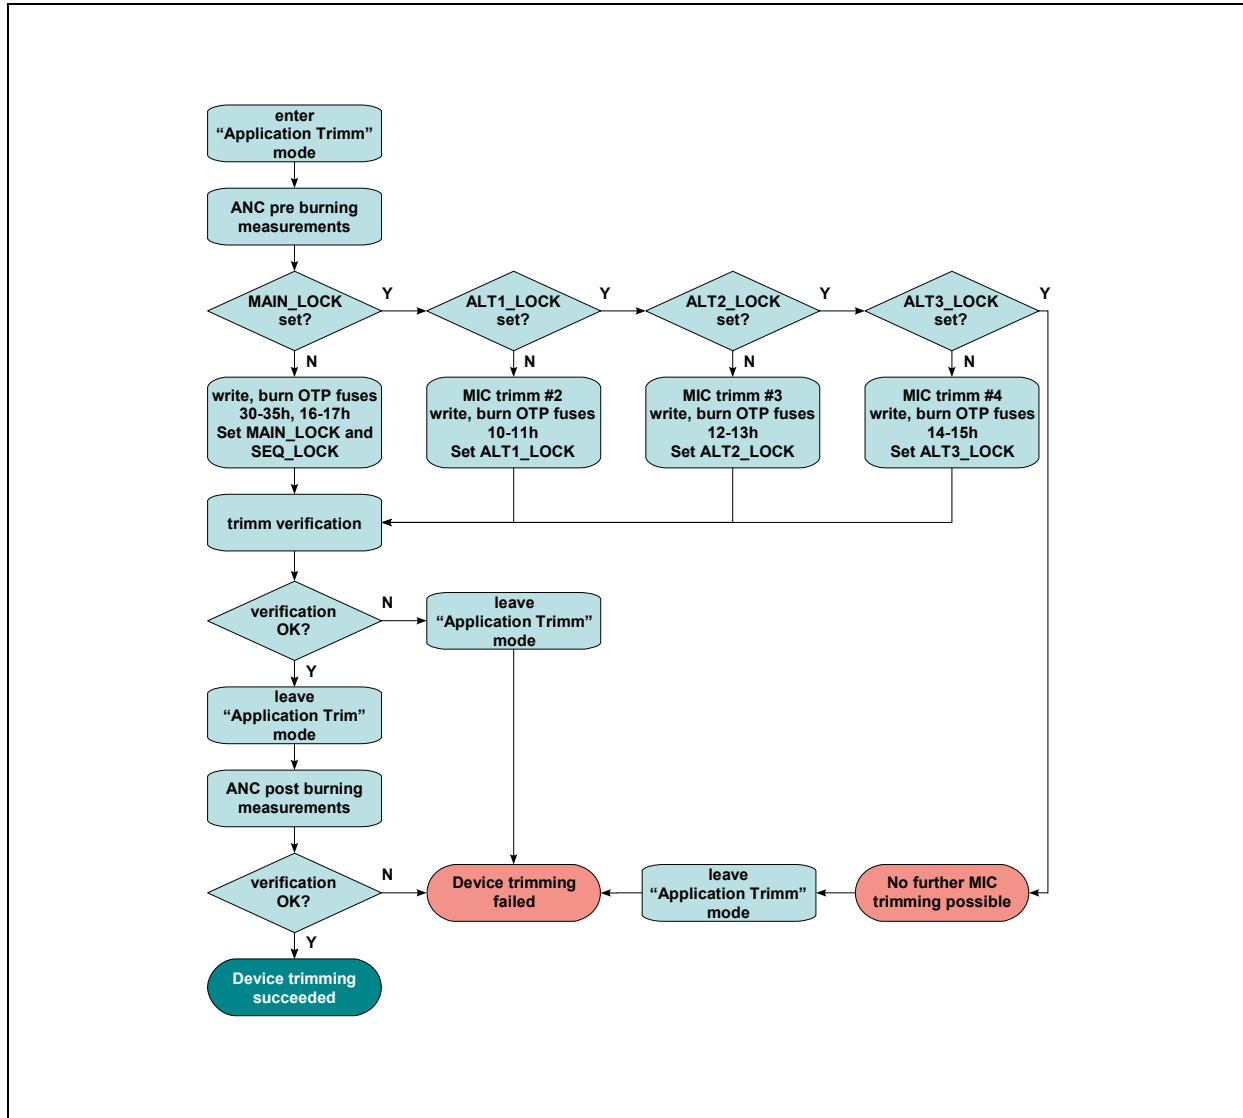 enter
“Application Trimm”
mode
ANC pre burning
measurements
MAIN_LOCK
set?
Y
ALT1_LOCK
set?
Y
ALT2_LOCK
set?
Y
ALT3_LOCK
set?
Y
N
N
N
N
write, burn OTP fuses
30-35h, 16-17h
Set MAIN_LOCK and
SEQ_LOCK
MIC trimm #2
write, burn OTP fuses
10-11h
Set ALT1_LOCK
MIC trimm #3
write, burn OTP fuses
12-13h
Set ALT2_LOCK
MIC trimm #4
write, burn OTP fuses
14-15h
Set ALT3_LOCK
trimm verification
verification
OK?
N
leave
“Application Trimm”
mode
Y
leave
“Application Trim”
mode
ANC post burning
measurements
verification
OK?
N
Device trimming
failed
leave
“Application Trimm”
mode
No further MIC
trimming possible
Y
Device trimming
succeeded